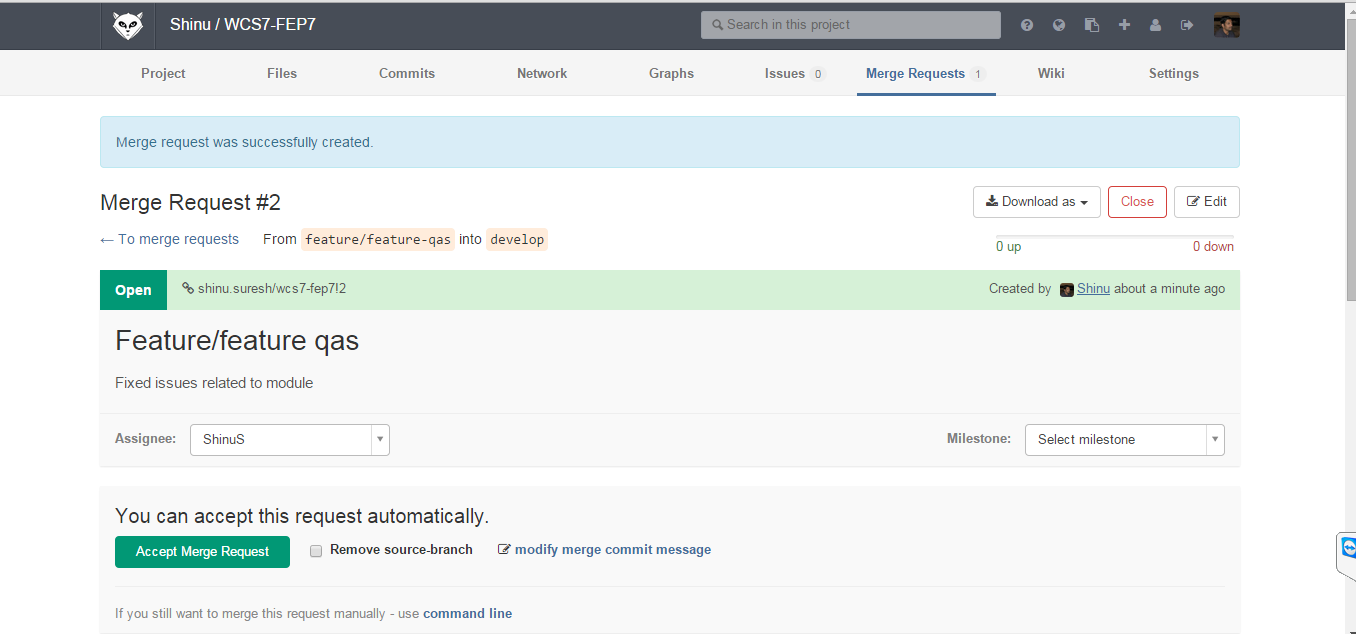 Shinu / WCS7-FEP7
Search in this project
Project Files Commits Network Graphs Issues 0 Merge Requests 1 Wiki Settings
Merge request was successfully created.
Merge Request #2
Download as Close Edit
← To merge requests From feature/feature-qas into develop
0 up 0 down
Open shinu.suresh/wcs7-fep7!2 Created by Shinu about a minute ago
Feature/feature qas
Fixed issues related to module
Assignee: ShinuS Milestone: Select milestone
You can accept this request automatically.
Accept Merge Request Remove source-branch modify merge commit message
If you still want to merge this request manually - use command line